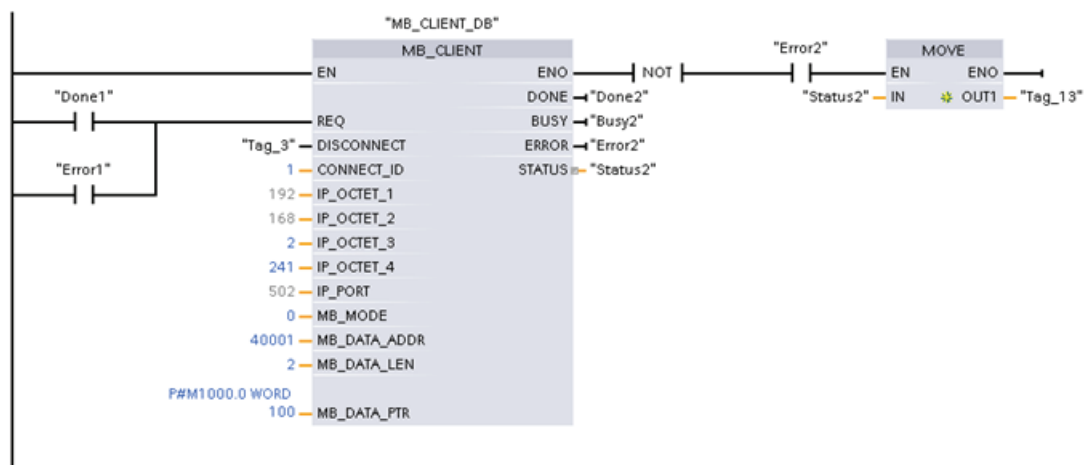 "MB_CLIENT_DB"
MB_CLIENT
"Error2"
MOVE
EN ENO NOT EN ENO
"Done1" DONE "Done2" "Status2" IN OUT1 "Tag_13"
REQ BUSY "Busy2"
"Tag_3" DISCONNECT ERROR "Error2"
"Error1" 1 CONNECT_ID STATUS "Status2"
192 IP_OCTET_1
168 IP_OCTET_2
2 IP_OCTET_3
241 IP_OCTET_4
502 IP_PORT
0 MB_MODE
40001 MB_DATA_ADDR
2 MB_DATA_LEN
P#M1000.0 WORD
100 MB_DATA_PTR